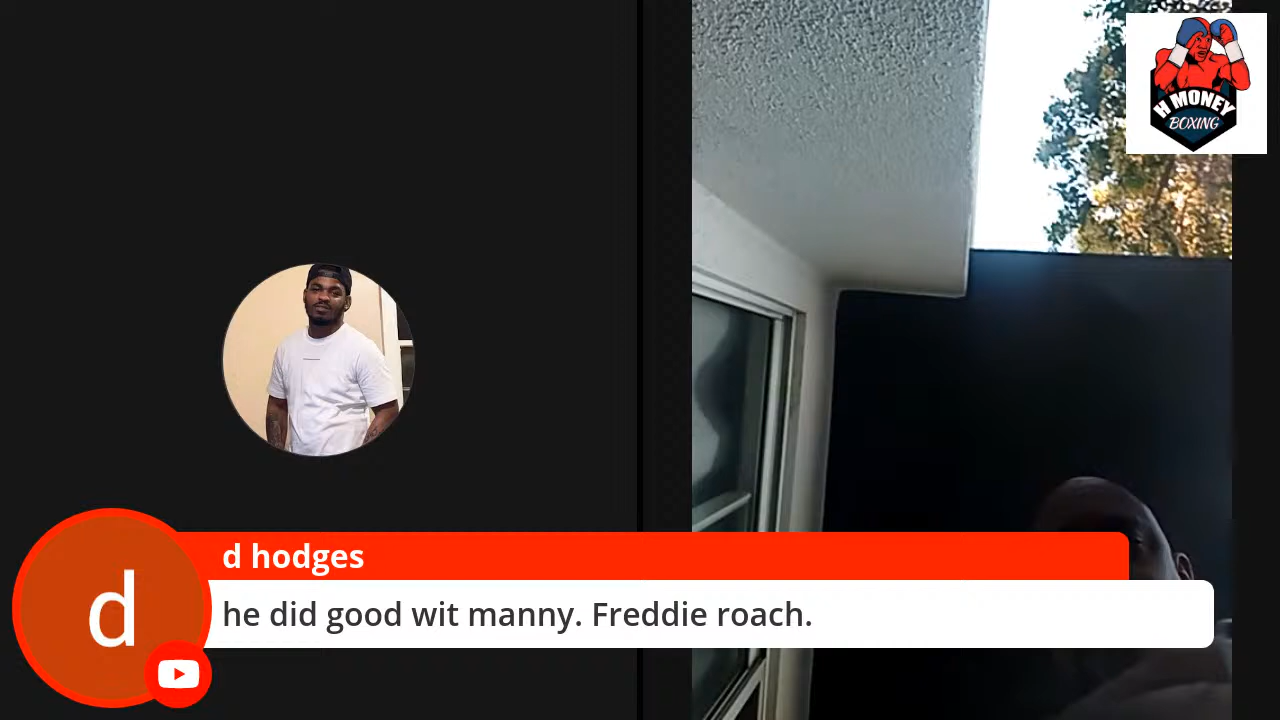 H MONEY
BOXING
d
d hodges
he did good wit manny. Freddie roach.